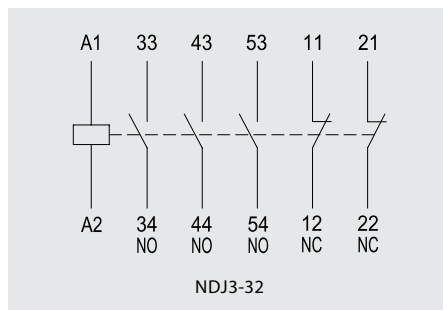 A1 33 43 53 11 21
A2 34 44 54 12 22
NO NO NO NC NC
NDJ3-32